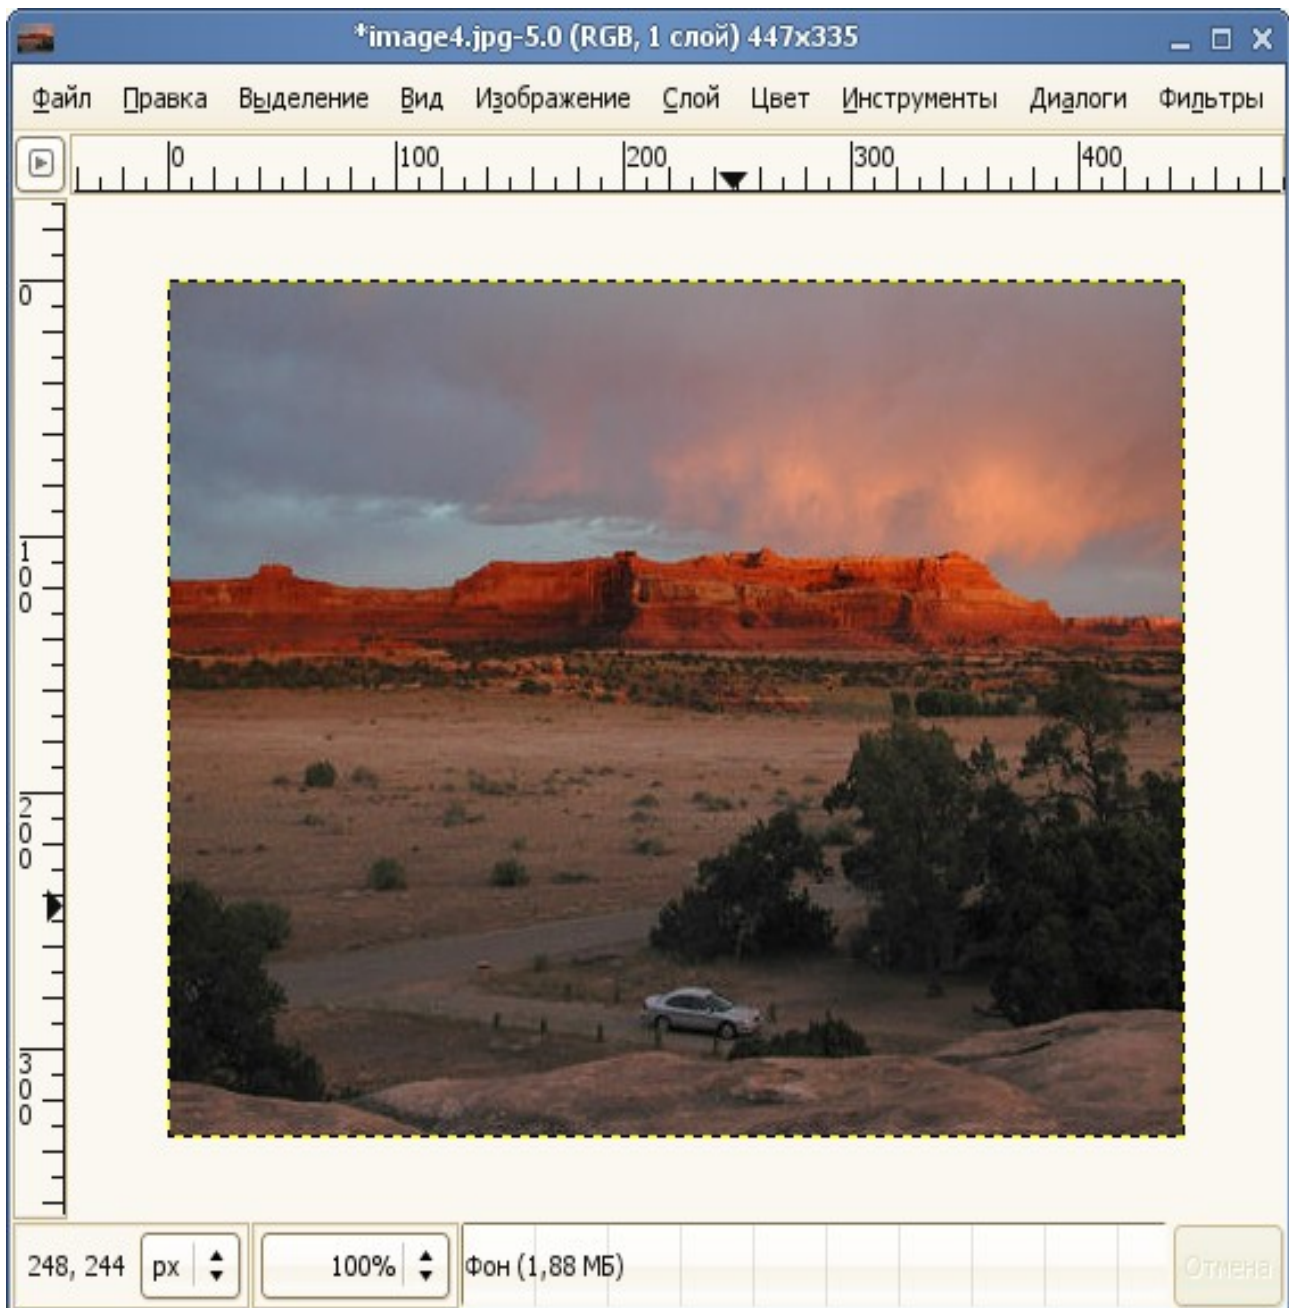 *image4.jpg-5.0 (RGB, 1 слой) 447x335
Файл Правка Выделение Вид Изображение Слой Цвет Инструменты Диалоги Фильтры
0 100 200 300 400
0
100
200
300
248, 244 px 100% Фон (1,88 МБ) Отмена